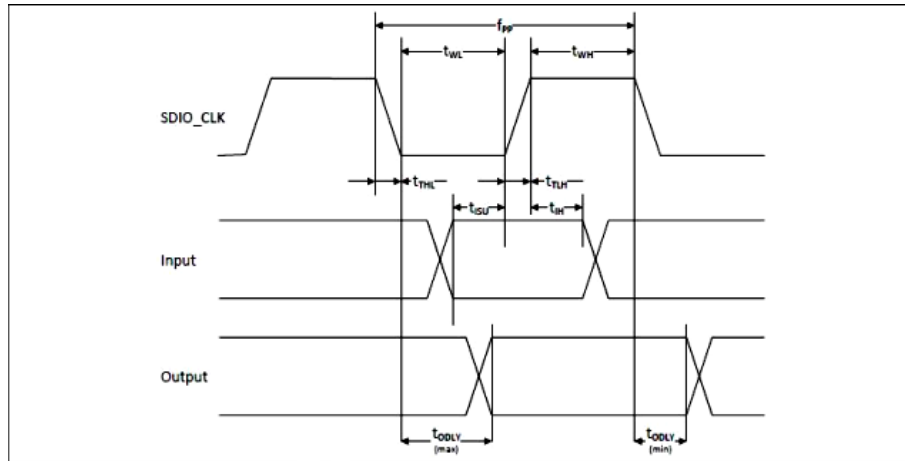 fPP
tWL
tWH
SDIO_CLK
tTHL
tTLH
tISU
tIH
Input
Output
tODLY
(max)
tODLY
(min)